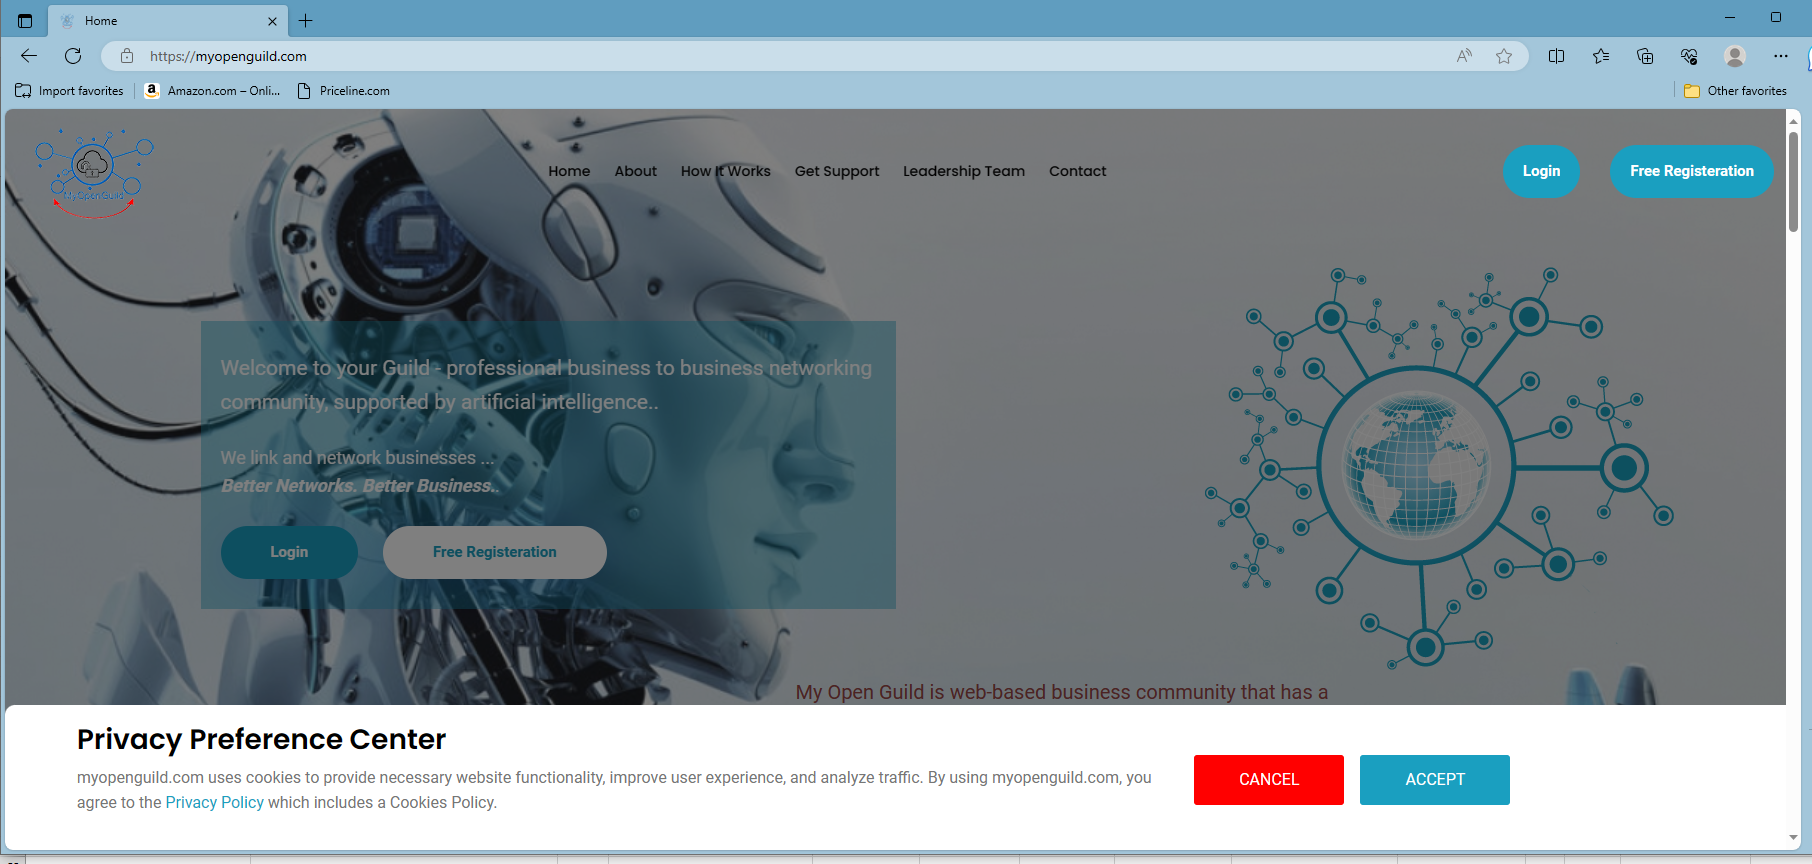 Home
https://myopenguild.com
Import favorites
Amazon.com – Onli...
Priceline.com
Other favorites
My Open Guild
Home About How It Works Get Support Leadership Team Contact
Login Free Registeration
Welcome to your Guild - professional business to business networking
community, supported by artificial intelligence..
We link and network businesses ...
Better Networks. Better Business..
Login Free Registeration
My Open Guild is web-based business community that has a
Privacy Preference Center
myopenguild.com uses cookies to provide necessary website functionality, improve user experience, and analyze traffic. By using myopenguild.com, you
agree to the Privacy Policy which includes a Cookies Policy.
CANCEL ACCEPT